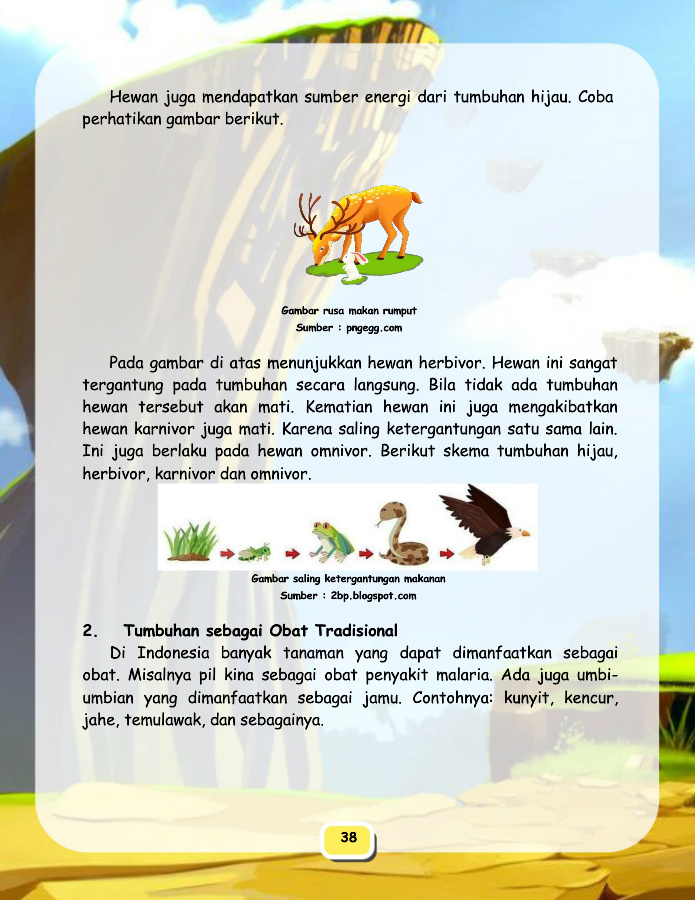 Hewan juga mendapatkan sumber energi dari tumbuhan hijau. Coba
perhatikan gambar berikut.
Gambar rusa makan rumput
Sumber : pngegg.com
Pada gambar di atas menunjukkan hewan herbivor. Hewan ini sangat
tergantung pada tumbuhan secara langsung. Bila tidak ada tumbuhan
hewan tersebut akan mati. Kematian hewan ini juga mengakibatkan
hewan karnivor juga mati. Karena saling ketergantungan satu sama lain.
Ini juga berlaku pada hewan omnivor. Berikut skema tumbuhan hijau,
herbivor, karnivor dan omnivor.
Gambar saling ketergantungan makanan
Sumber : 2bp.blogspot.com
2. Tumbuhan sebagai Obat Tradisional
Di Indonesia banyak tanaman yang dapat dimanfaatkan sebagai
obat. Misalnya pil kina sebagai obat penyakit malaria. Ada juga umbi-
umbian yang dimanfaatkan sebagai jamu. Contohnya: kunyit, kencur,
jahe, temulawak, dan sebagainya.
38